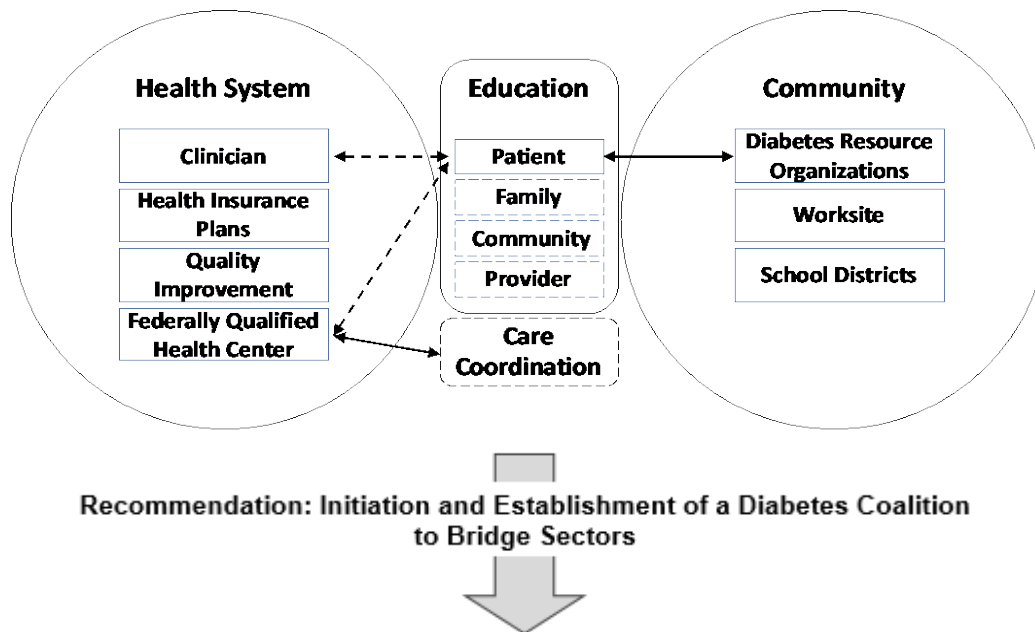 Health System
Clinician
Health Insurance
Plans
Quality
Improvement
Federally Qualified
Health Center
Education
Patient
Family
Community
Provider
Care
Coordination
Community
Diabetes Resource
Organizations
Worksite
School Districts
Recommendation: Initiation and Establishment of a Diabetes Coalition
to Bridge Sectors